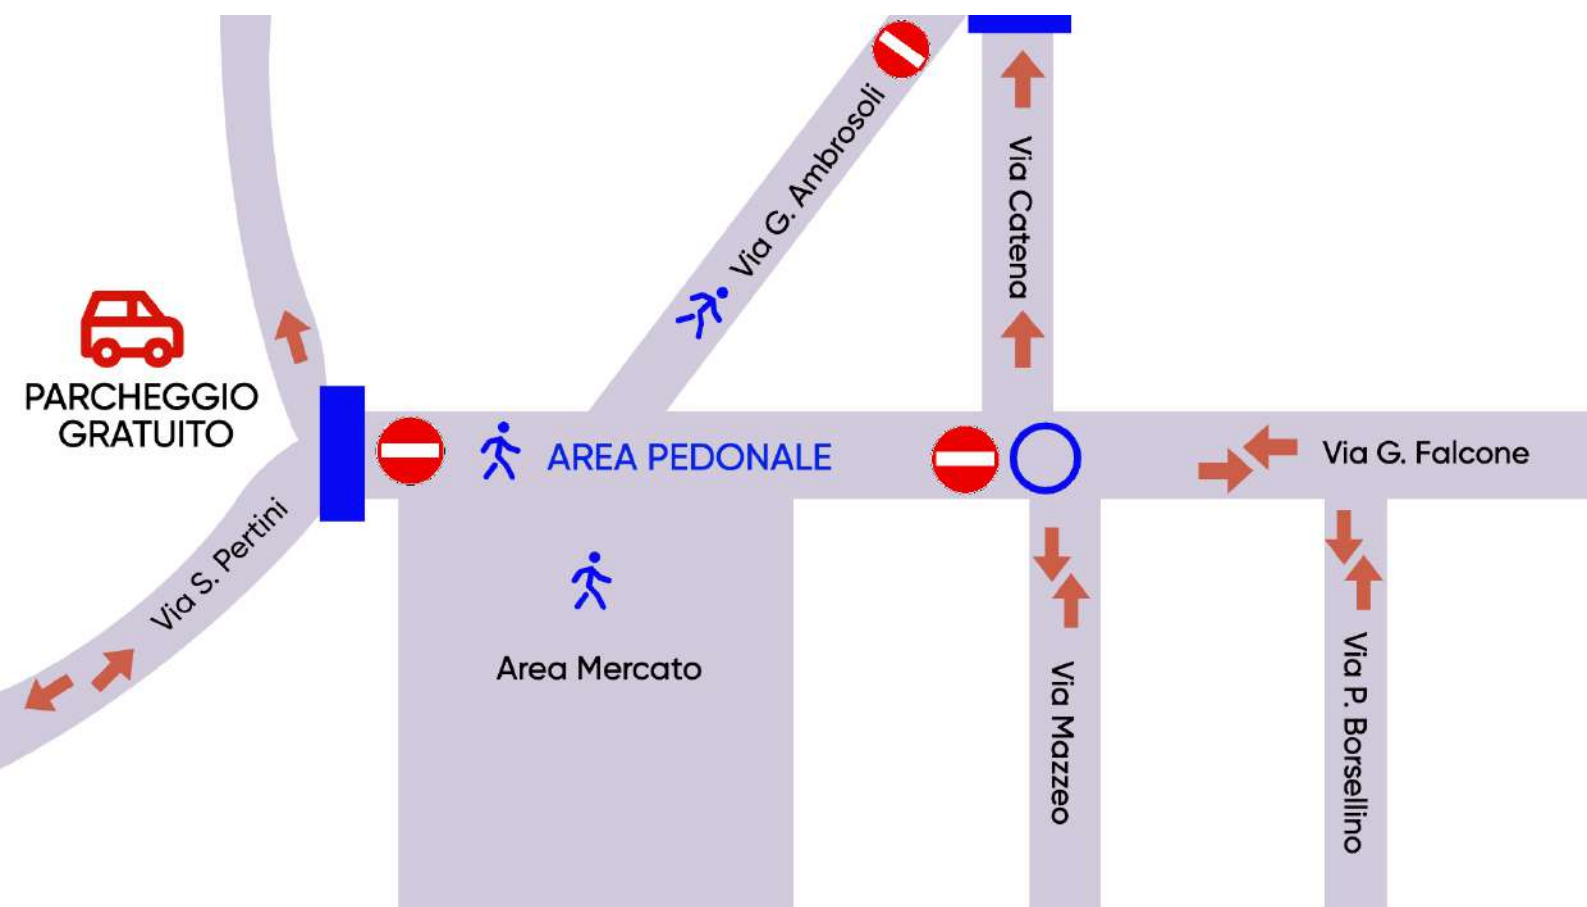 Via G. Ambrosoli
Via Catena
PARCHEGGIO
GRATUITO
AREA PEDONALE
Via G. Falcone
Via S. Pertini
Area Mercato
Via Mazzeo
Via P. Borsellino